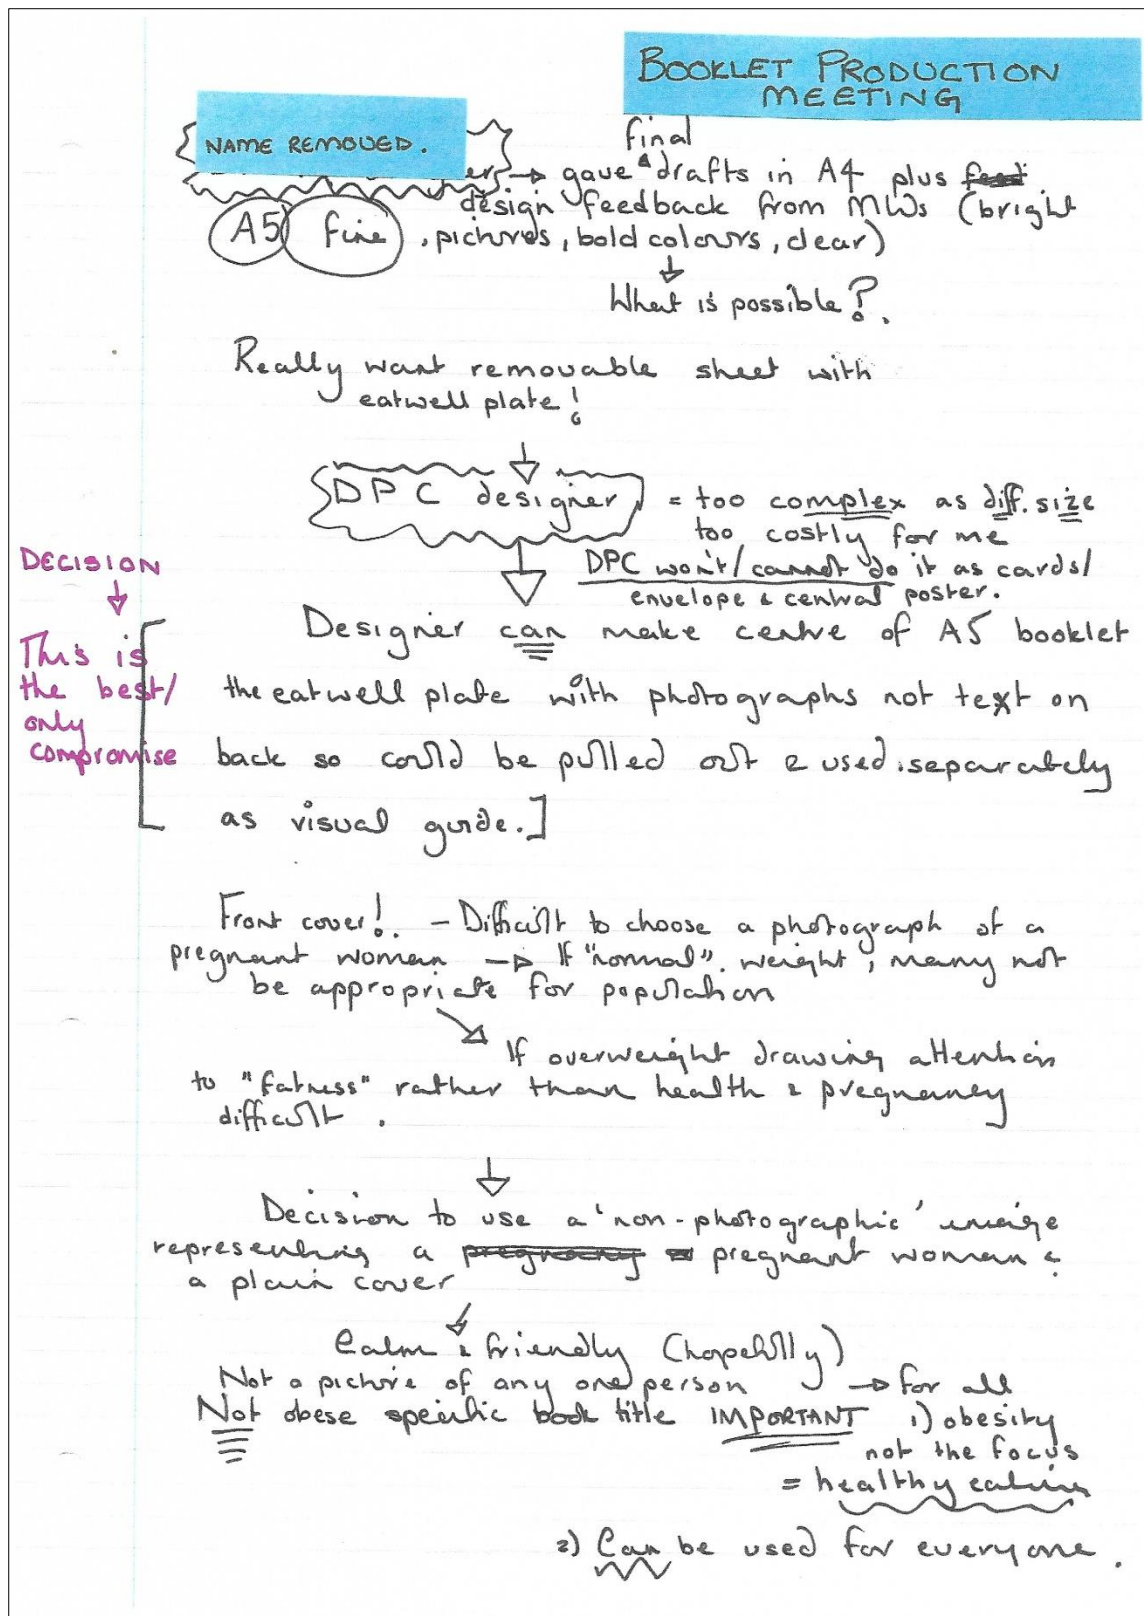 BOOKLET PRODUCTION
MEETING
NAME REMOVED.
final
→ gave drafts in A4 plus
design feedback from MWs (bright
A5 fine, pictures, bold colours, clear)
↓
What is possible?.
Really want removable sheet with
eatwell plate!
↓
DPC designer = too complex as diff. size
too costly for me
DPC won't/cannot do it as cards/
envelope & central poster.
DECISION
↓
This is
the best/
only
compromise
[Designer can make centre of A5 booklet
the eatwell plate with photographs not text on
back so could be pulled out & used separately
as visual guide.]
Front cover!. - Difficult to choose a photograph of a
pregnant woman → If "normal". weight, many not
be appropriate for population
If overweight drawing attention
to "fatness" rather than health & pregnancy
difficult.
↓
Decision to use a 'non-photographic' image
representing a pregnancy pregnant woman &
a plain cover
↓
Calm & friendly (hopefully)
Not a picture of any one person → for all
Not obese specific book title IMPORTANT 1) obesity
not the focus
= healthy eating
2) Can be used for everyone.